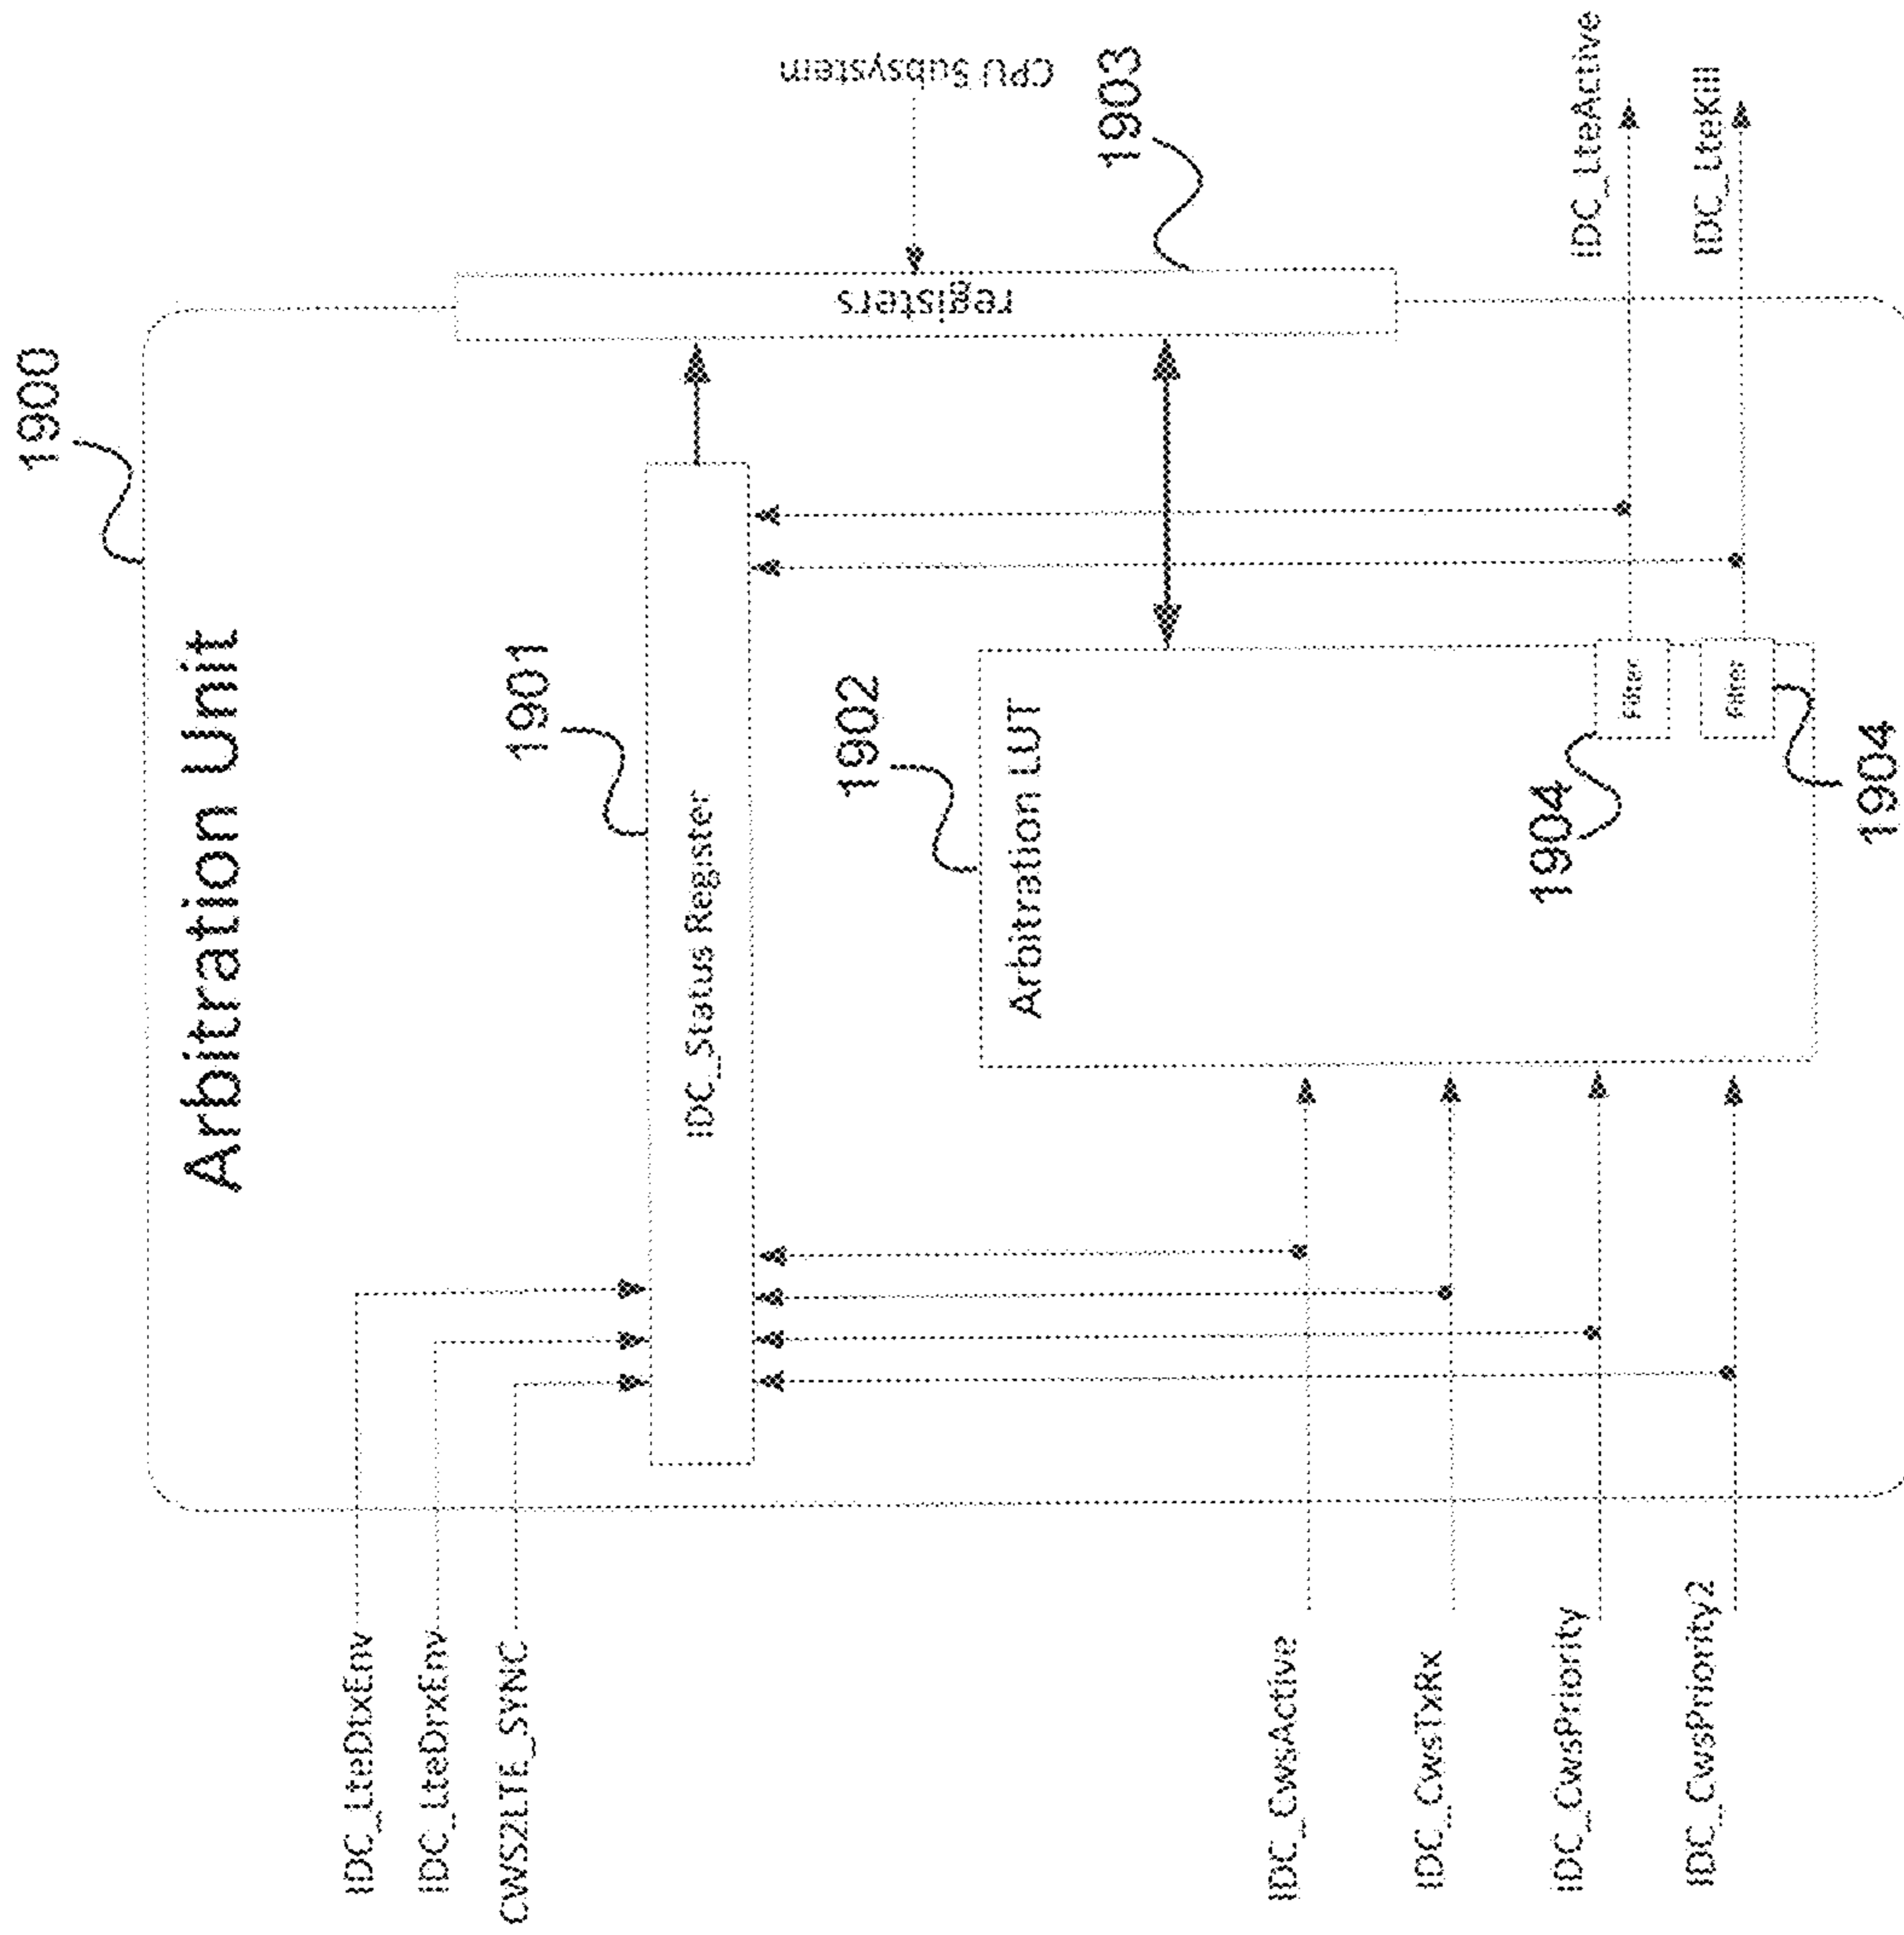 1900
Arbitration Unit
IDC_LteDtxEnv
IDC_LteDrxEnv
CWS2LTE_SYNC
1901
IDC_Status Register
registers
CPU Subsystem
1903
1902
Arbitration LUT
IDC_CwsActive
IDC_CwsTxRx
IDC_CwsPriority
IDC_CwsPriority2
1904
Filter
Filter
1904
IDC_LteActive
IDC_LteKill